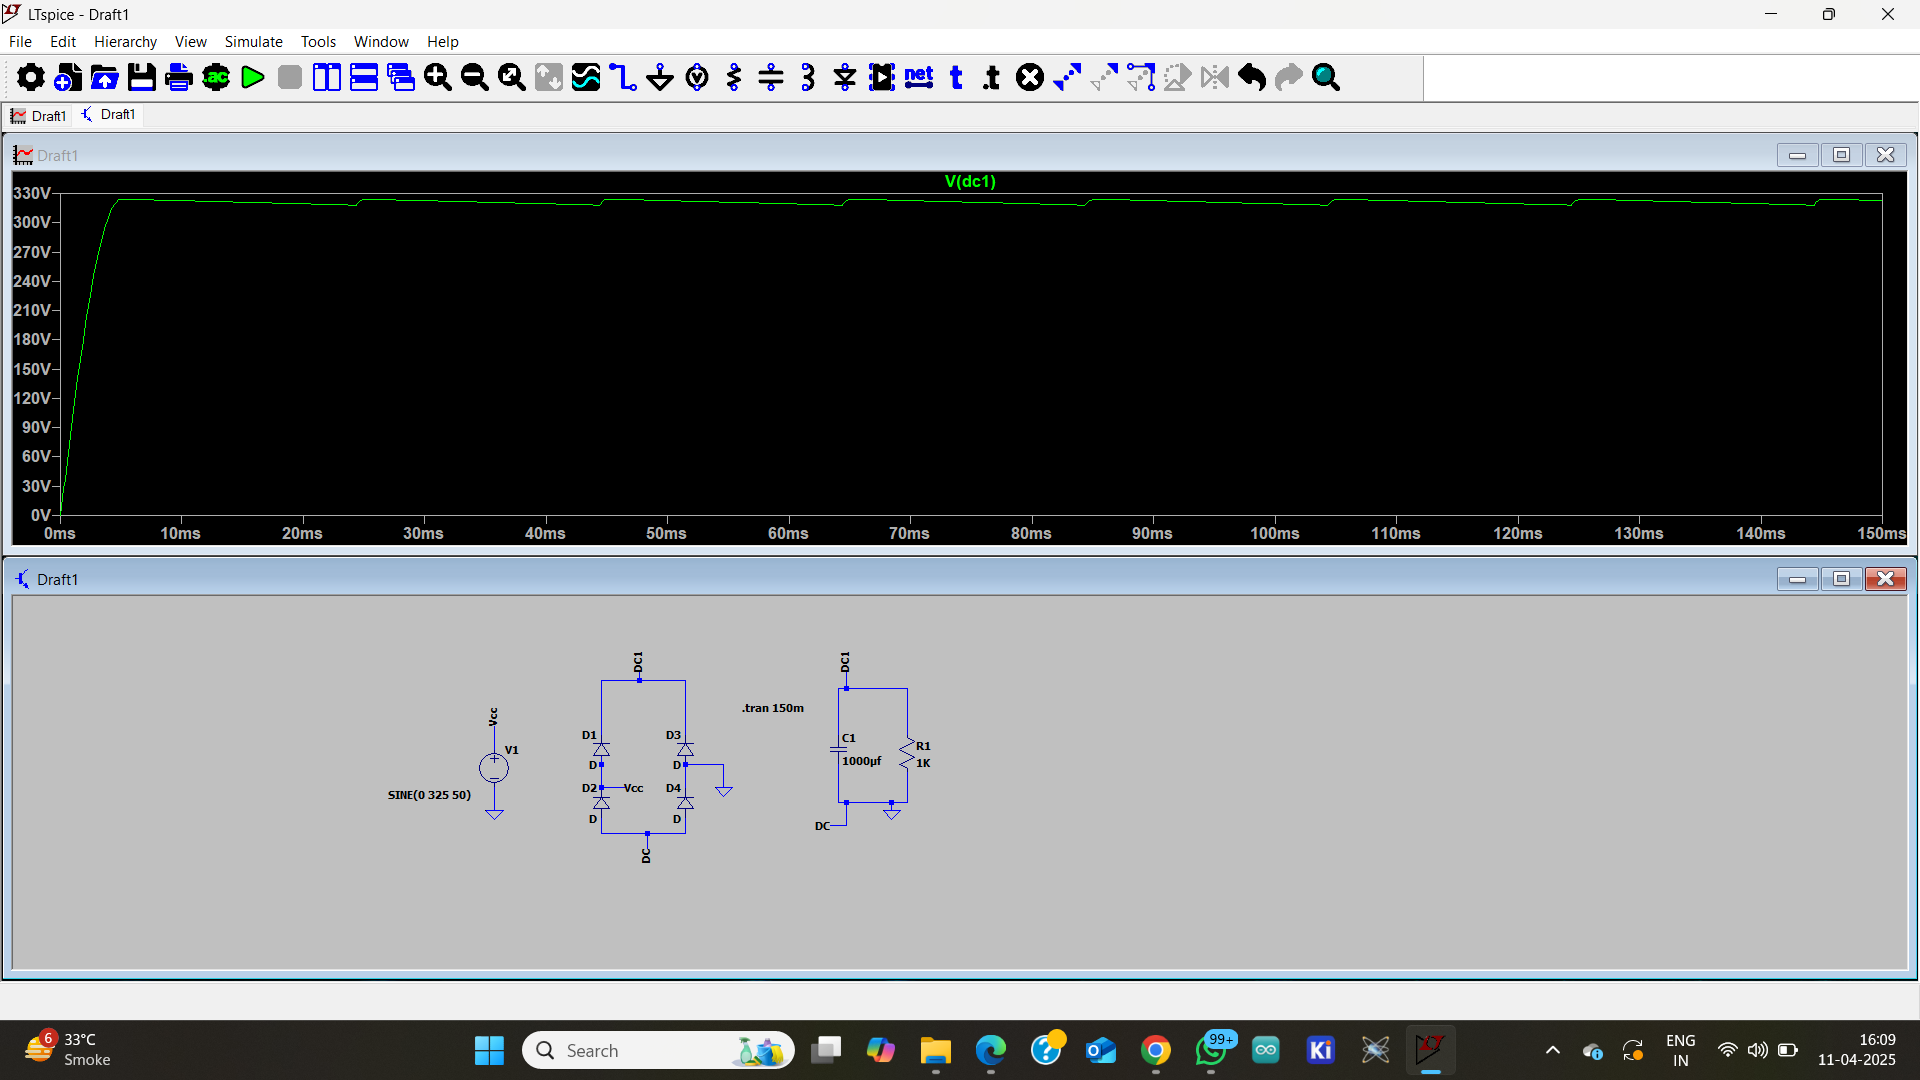 LTspice - Draft1
File Edit Hierarchy View Simulate Tools Window Help
.ac net t .t
Draft1 Draft1
Draft1
V(dc1)
330V
300V
270V
240V
210V
180V
150V
120V
90V
60V
30V
0V
0ms 10ms 20ms 30ms 40ms 50ms 60ms 70ms 80ms 90ms 100ms 110ms 120ms 130ms 140ms 150ms
Draft1
DC1
DC1
Vcc
.tran 150m
D1
D3
V1
C1
R1
D
D
1000µf
1K
D2
Vcc
D4
SINE(0 325 50)
D
D
DC
DC
6
33°C
Smoke
Search
99+
Ki
ENG
IN
16:09
11-04-2025